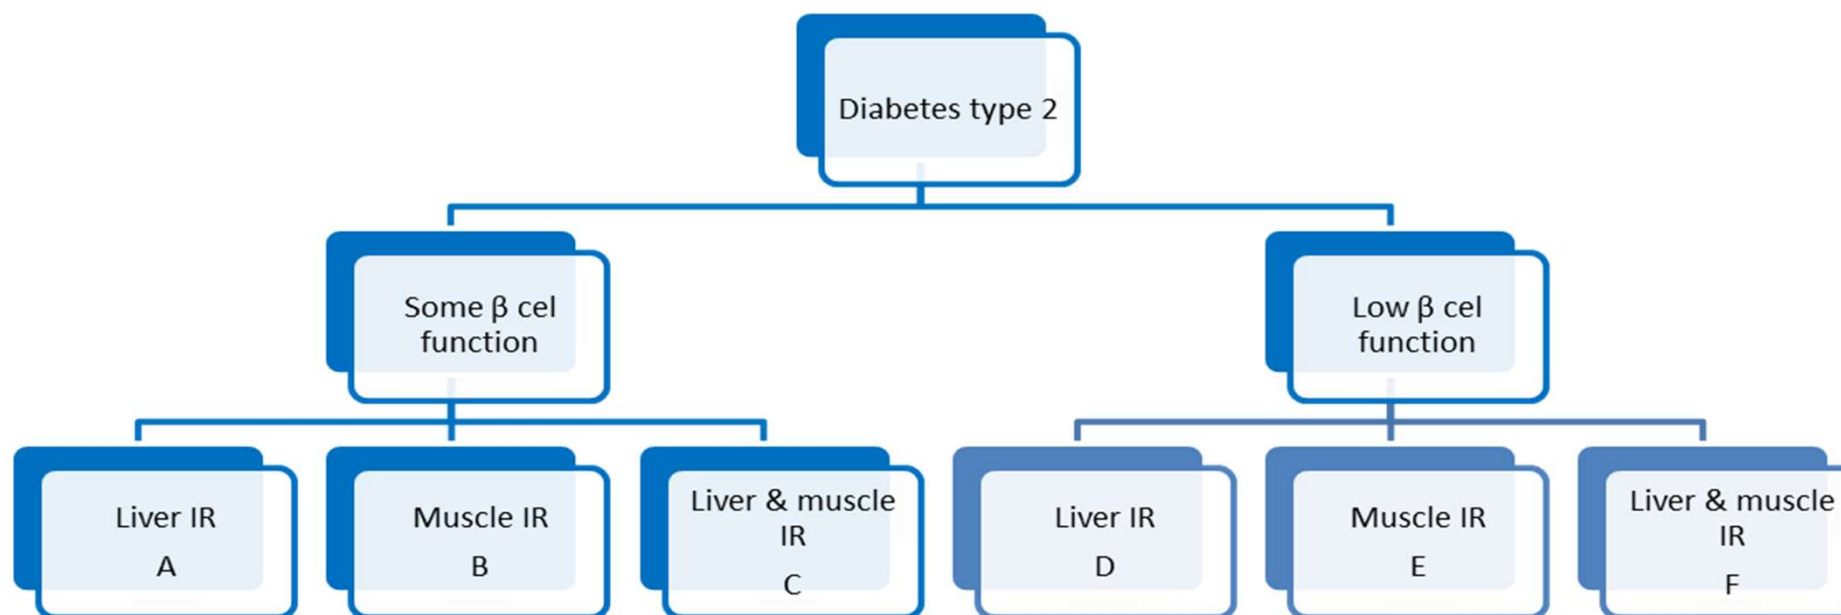 Diabetes type 2
Some β cel
function
Low β cel
function
Liver IR
A
Muscle IR
B
Liver & muscle
IR
C
Liver IR
D
Muscle IR
E
Liver & muscle
IR
F